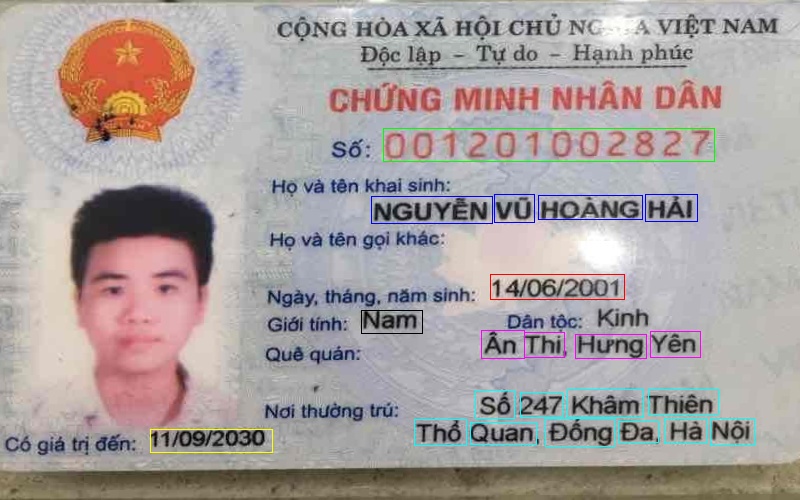 CỘNG HÒA XÃ HỘI CHỦ VIỆT NAM
Độc lập - Tự do - Hạnh phúc
CHỨNG MINH NHÂN DÂN
Số: 001201002827
Họ và tên khai sinh:
NGUYỄN VŨ HOÀNG HẢI
Họ và tên gọi khác:
Ngày, tháng, năm sinh: 14/06/2001
Giới tính: Nam Dân tộc: Kinh
Quê quán: Ân Thi, Hưng Yên
Nơi thường trú: Số 247 Khâm Thiên
Thổ Quan, Đống Đa, Hà Nội
Có giá trị đến: 11/09/2030